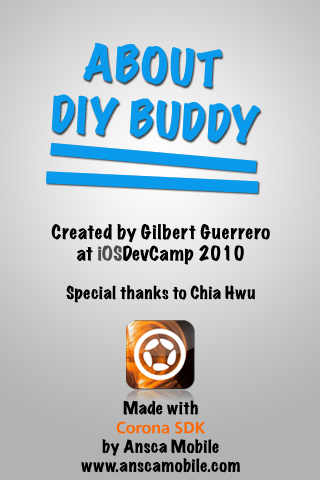 ABOUT
DIY BUDDY
Created by Gilbert Guerrero
at iOSDevCamp 2010
Special thanks to Chia Hwu
Made with
Corona SDK
by Ansca Mobile
www.anscamobile.com